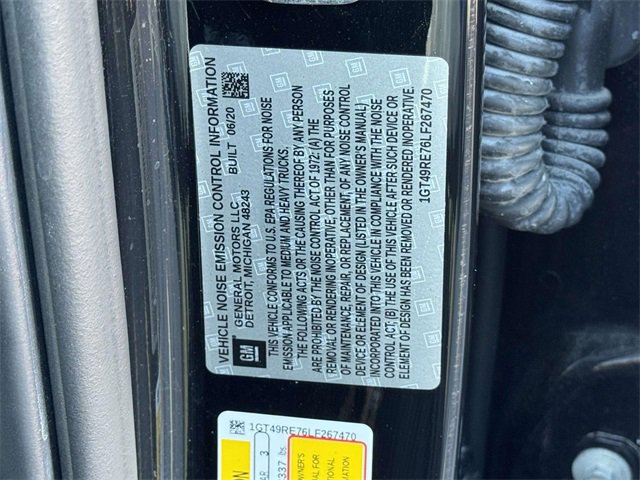 VEHICLE NOISE EMISSION CONTROL INFORMATION
GENERAL MOTORS LLC
DETROIT, MICHIGAN 48243
BUILT 06/20
GM
THIS VEHICLE CONFORMS TO U.S. EPA REGULATIONS FOR NOISE
EMISSION APPLICABLE TO MEDIUM AND HEAVY TRUCKS.
THE FOLLOWING ACTS OR THE CAUSING THEREOF BY ANY PERSON
ARE PROHIBITED BY THE NOISE CONTROL ACT OF 1972: (A) THE
REMOVAL OR RENDERING INOPERATIVE, OTHER THAN FOR PURPOSES
OF MAINTENANCE, REPAIR, OR REPLACEMENT, OF ANY NOISE CONTROL
DEVICE OR ELEMENT OF DESIGN (LISTED IN THE OWNER'S MANUAL)
INCORPORATED INTO THIS VEHICLE IN COMPLIANCE WITH THE NOISE
CONTROL ACT, (B) THE USE OF THIS VEHICLE AFTER SUCH DEVICE OR
ELEMENT OF DESIGN HAS BEEN REMOVED OR RENDERED INOPERATIVE.
1GT49RE76LF267470
1GT49RE76LF267470
3
337 lbs